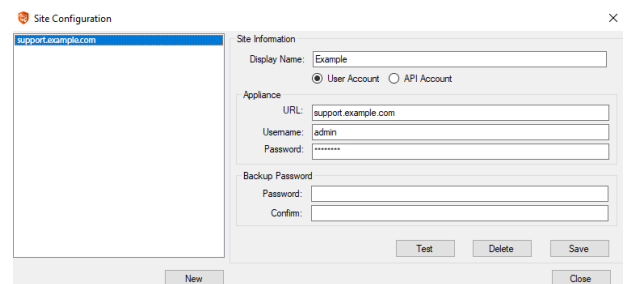 Site Configuration
support.example.com
Site Information
Display Name: Example
User Account API Account
Appliance
URL: support.example.com
Username: admin
Password: ********
Backup Password
Password:
Confirm:
Test Delete Save
New Close